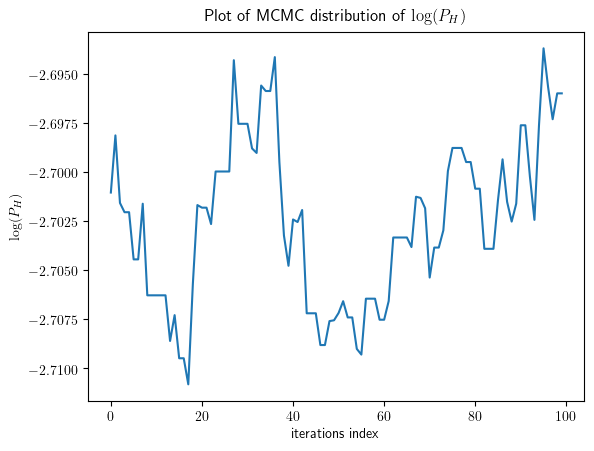 Plot of MCMC distribution of log(P_H)
−2.6950
−2.6975
−2.7000
−2.7025
−2.7050
−2.7075
−2.7100
log(P_H)
0 20 40 60 80 100
iterations index